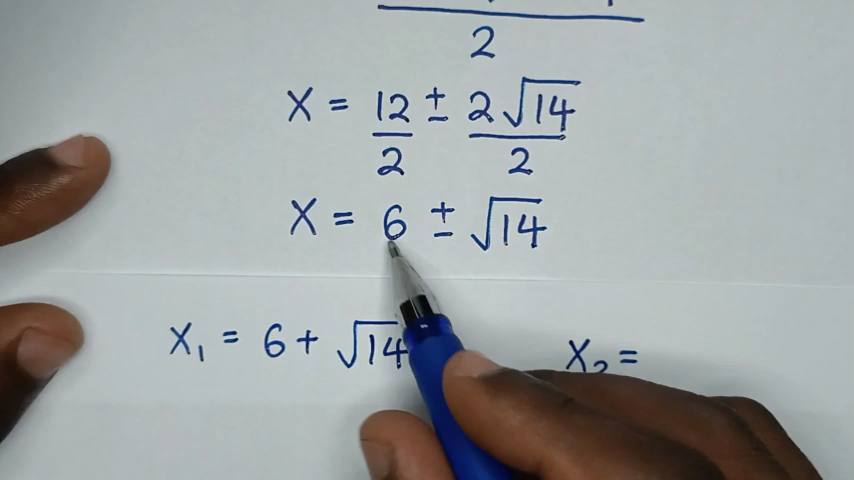 2
X = 12/2 ± 2√14/2
X = 6 ± √14
X₁ = 6 + √14 X₂ =